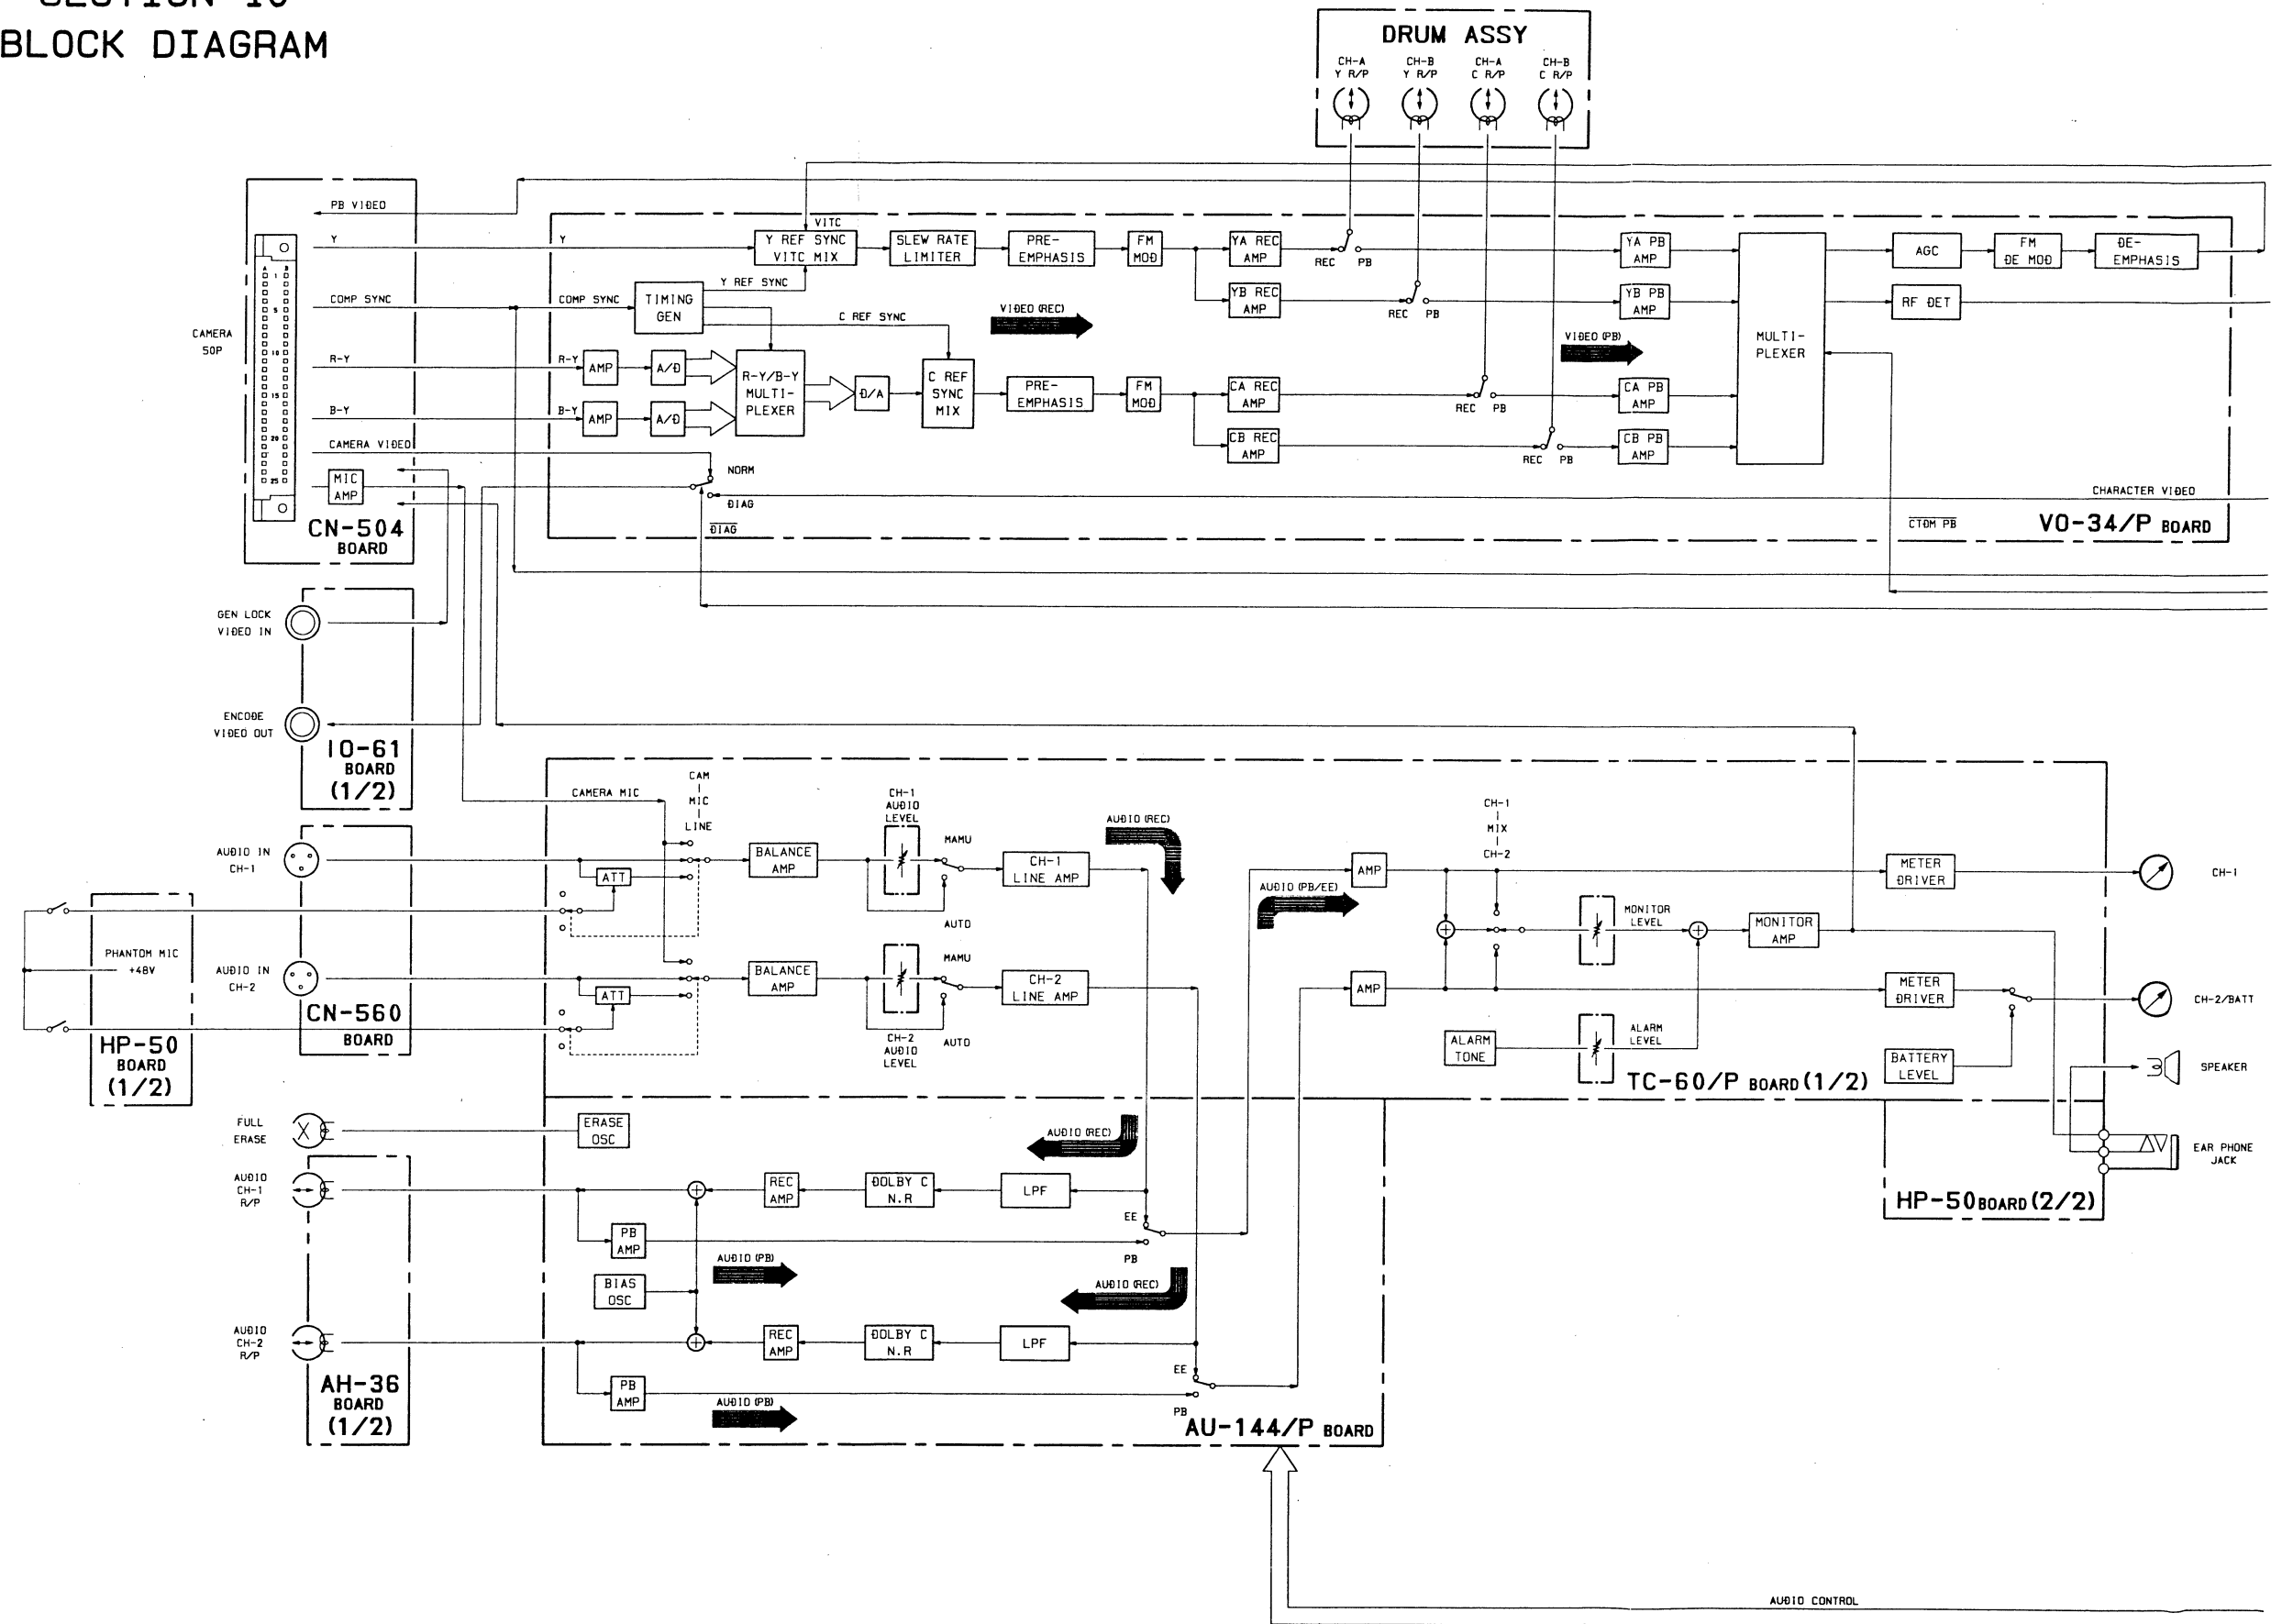 SECTION 10
BLOCK DIAGRAM
DRUM ASSY
CH-A
Y R/P
CH-B
Y R/P
CH-A
C R/P
CH-B
C R/P
PB VIDEO
Y
COMP SYNC
R-Y
B-Y
CAMERA VIDEO
CAMERA
50P
A
B
1
5
10
15
20
25
MIC
AMP
CN-504
BOARD
VITC
Y
Y REF SYNC
VITC MIX
SLEW RATE
LIMITER
PRE-
EMPHASIS
FM
MOD
YA REC
AMP
REC
PB
YA PB
AMP
AGC
FM
DE MOD
DE-
EMPHASIS
Y REF SYNC
COMP SYNC
TIMING
GEN
C REF SYNC
VIDEO (REC)
YB REC
AMP
REC
PB
YB PB
AMP
RF DET
VIDEO (PB)
MULTI-
PLEXER
R-Y
AMP
A/D
R-Y/B-Y
MULTI-
PLEXER
D/A
C REF
SYNC
MIX
PRE-
EMPHASIS
FM
MOD
CA REC
AMP
REC
PB
CA PB
AMP
B-Y
AMP
A/D
CB REC
AMP
REC
PB
CB PB
AMP
NORM
DIAG
DIAG
CHARACTER VIDEO
CTDM PB
VO-34/P BOARD
GEN LOCK
VIDEO IN
ENCODE
VIDEO OUT
IO-61
BOARD
(1/2)
CAM
MIC
LINE
CAMERA MIC
CH-1
AUDIO
LEVEL
AUDIO (REC)
CH-1
MIX
CH-2
AUDIO IN
CH-1
ATT
BALANCE
AMP
MAMU
AUTO
CH-1
LINE AMP
AMP
AUDIO (PB/EE)
METER
DRIVER
CH-1
MONITOR
LEVEL
MONITOR
AMP
PHANTOM MIC
+48V
AUDIO IN
CH-2
ATT
BALANCE
AMP
MAMU
AUTO
CH-2
LINE AMP
AMP
METER
DRIVER
CH-2/BATT
CN-560
BOARD
HP-50
BOARD
(1/2)
CH-2
AUDIO
LEVEL
ALARM
TONE
ALARM
LEVEL
BATTERY
LEVEL
SPEAKER
TC-60/P BOARD (1/2)
FULL
ERASE
ERASE
OSC
AUDIO (REC)
EAR PHONE
JACK
HP-50 BOARD (2/2)
AUDIO
CH-1
R/P
REC
AMP
DOLBY C
N.R
LPF
PB
AMP
EE
PB
AUDIO (PB)
BIAS
OSC
AUDIO (REC)
AUDIO
CH-2
R/P
REC
AMP
DOLBY C
N.R
LPF
PB
AMP
EE
PB
AUDIO (PB)
AH-36
BOARD
(1/2)
AU-144/P BOARD
AUDIO CONTROL